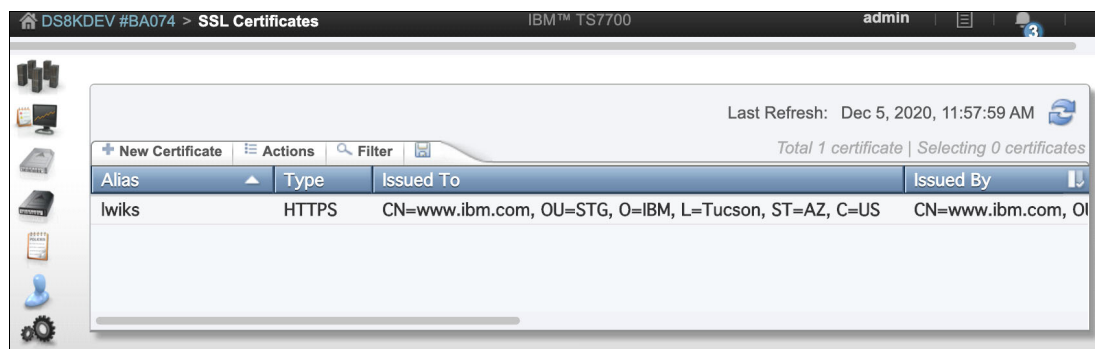 DS8KDEV #BA074 > SSL Certificates IBM™ TS7700 admin 3
Last Refresh: Dec 5, 2020, 11:57:59 AM
New Certificate Actions Filter Total 1 certificate | Selecting 0 certificates
Alias Type Issued To Issued By
lwiks HTTPS CN=www.ibm.com, OU=STG, O=IBM, L=Tucson, ST=AZ, C=US CN=www.ibm.com, OU